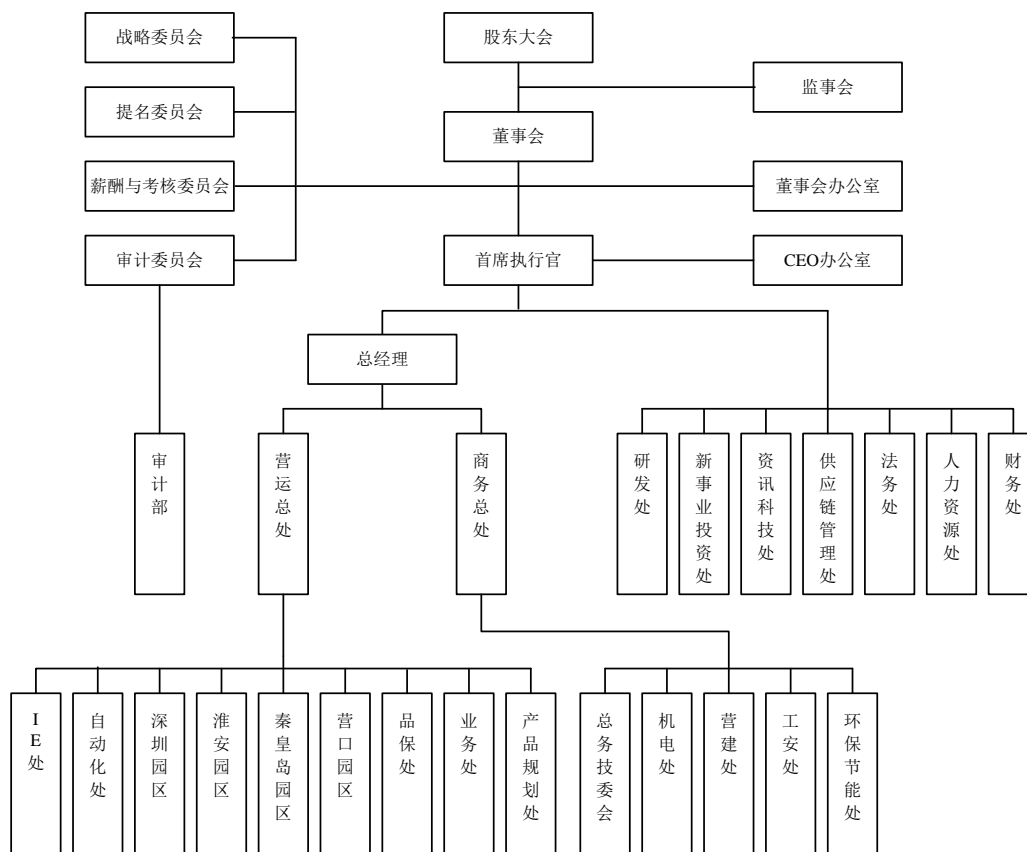 战略委员会
股东大会
监事会
提名委员会
董事会
薪酬与考核委员会
董事会办公室
审计委员会
首席执行官
CEO办公室
总经理
审计部
营运总处
商务总处
研发处
新事业投资处
资讯科技处
供应链管理处
法务处
人力资源处
财务处
IE处
自动化处
深圳园区
淮安园区
秦皇岛园区
营口园区
品保处
业务处
产品规划处
总务技委会
机电处
营建处
工安处
环保节能处